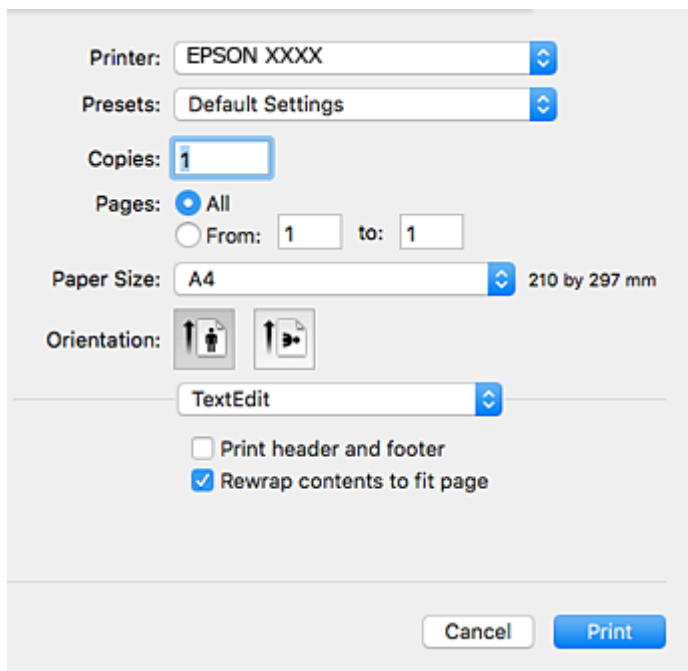 Printer: EPSON XXXX
Presets: Default Settings
Copies: 1
Pages: All
From: 1 to: 1
Paper Size: A4 210 by 297 mm
Orientation:
TextEdit
Print header and footer
Rewrap contents to fit page
Cancel Print